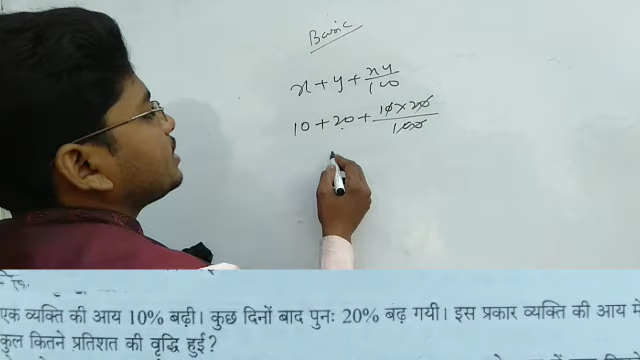 Basic
x + y + xy/100
10 + 20 + 10 × 20/100
एक व्यक्ति की आय 10% बढ़ी। कुछ दिनों बाद पुनः 20% बढ़ गयी। इस प्रकार व्यक्ति की आय में
कुल कितने प्रतिशत की वृद्धि हुई?